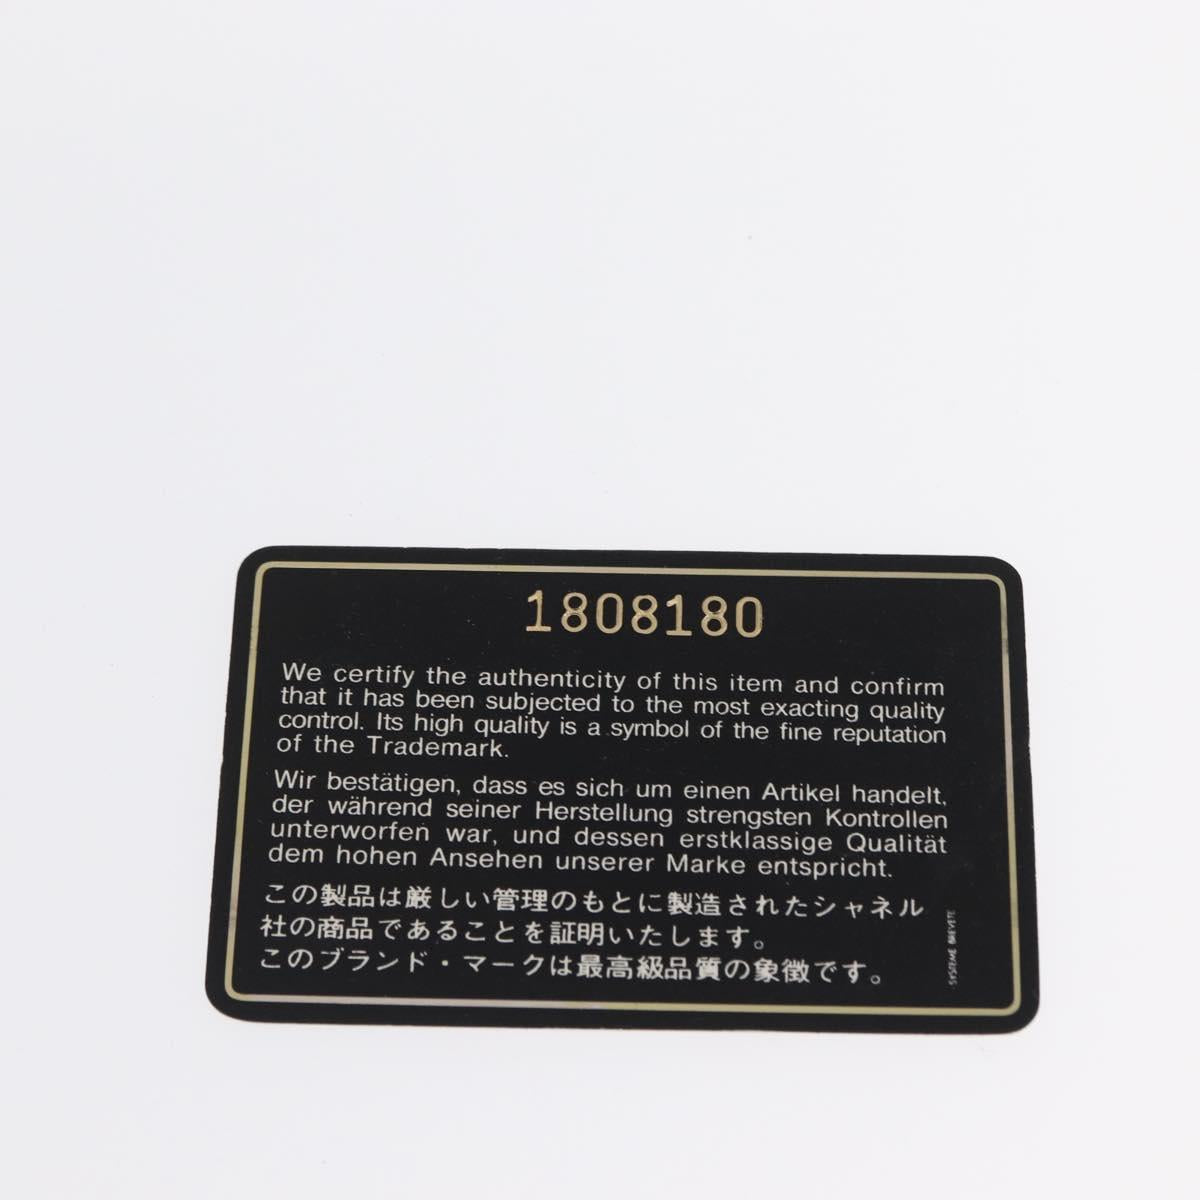 1808180
We certify the authenticity of this item and confirm
that it has been subjected to the most exacting quality
control. Its high quality is a symbol of the fine reputation
of the Trademark.
Wir bestätigen, dass es sich um einen Artikel handelt,
der während seiner Herstellung strengsten Kontrollen
unterworfen war, und dessen erstklassige Qualität
dem hohen Ansehen unserer Marke entspricht.
この製品は厳しい管理のもとに製造されたシャネル
社の商品であることを証明いたします。
このブランド・マークは最高級品質の象徴です。
SYSTEME BREVETE